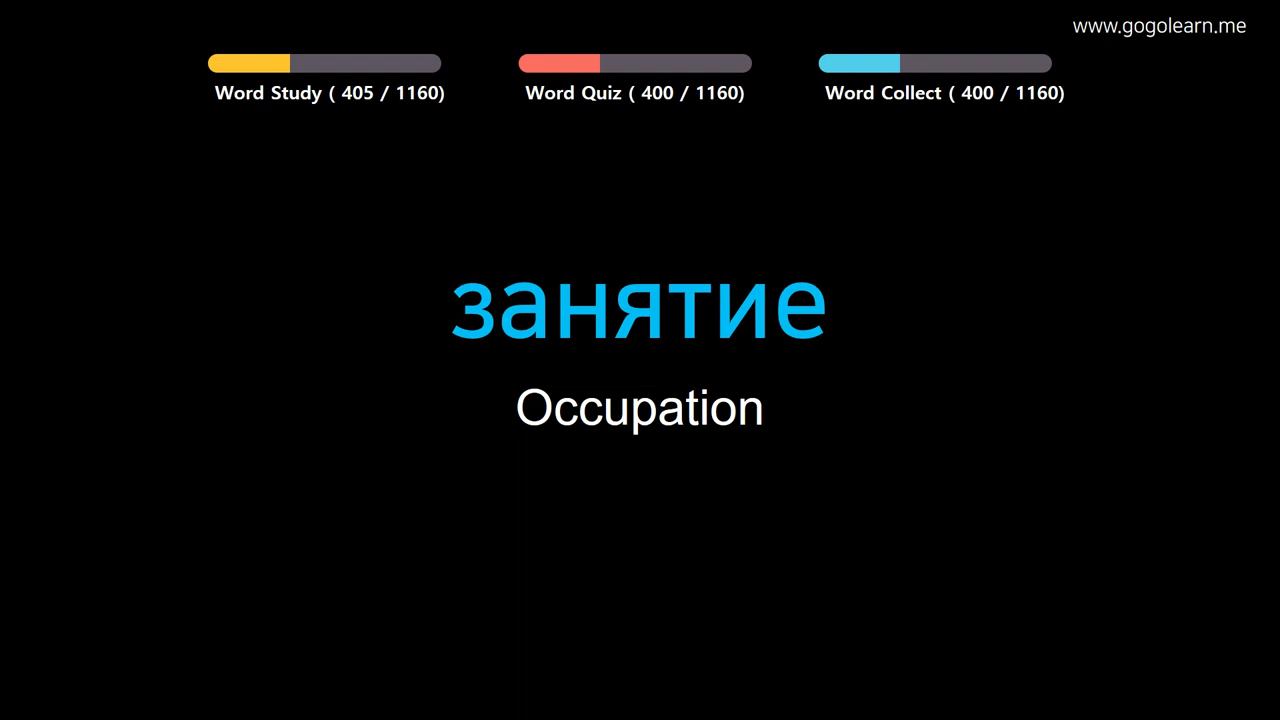 www.gogolearn.me
Word Study ( 405 / 1160)
Word Quiz ( 400 / 1160)
Word Collect ( 400 / 1160)
занятие
Occupation